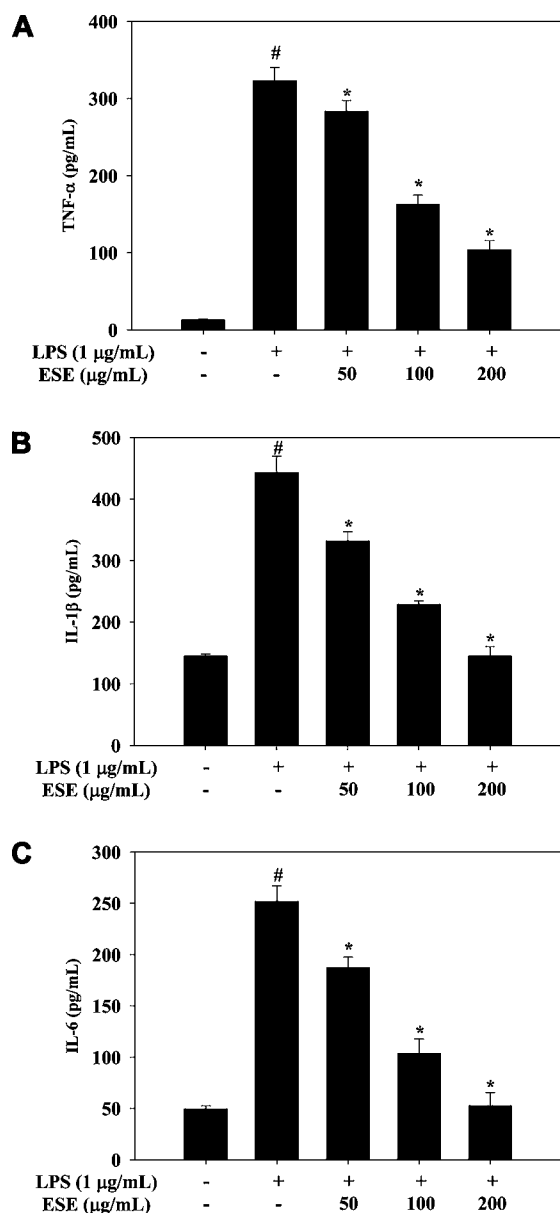 A
400
#
*
300
TNF-α (pg/mL)
200
*
*
100
0
LPS (1 μg/mL) - + + + +
ESE (μg/mL) - - 50 100 200
B
500
#
400
*
300
IL-1β (pg/mL)
*
200
*
100
0
LPS (1 μg/mL) - + + + +
ESE (μg/mL) - - 50 100 200
C
300
#
250
*
200
IL-6 (pg/mL)
150
*
100
*
50
0
LPS (1 μg/mL) - + + + +
ESE (μg/mL) - - 50 100 200